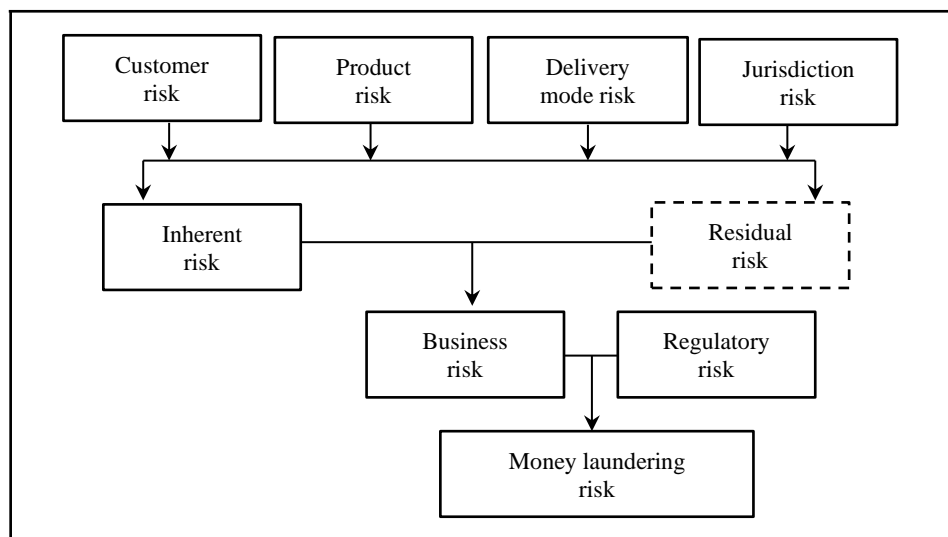 Customer
risk
Product
risk
Delivery
mode risk
Jurisdiction
risk
Inherent
risk
Residual
risk
Business
risk
Regulatory
risk
Money laundering
risk